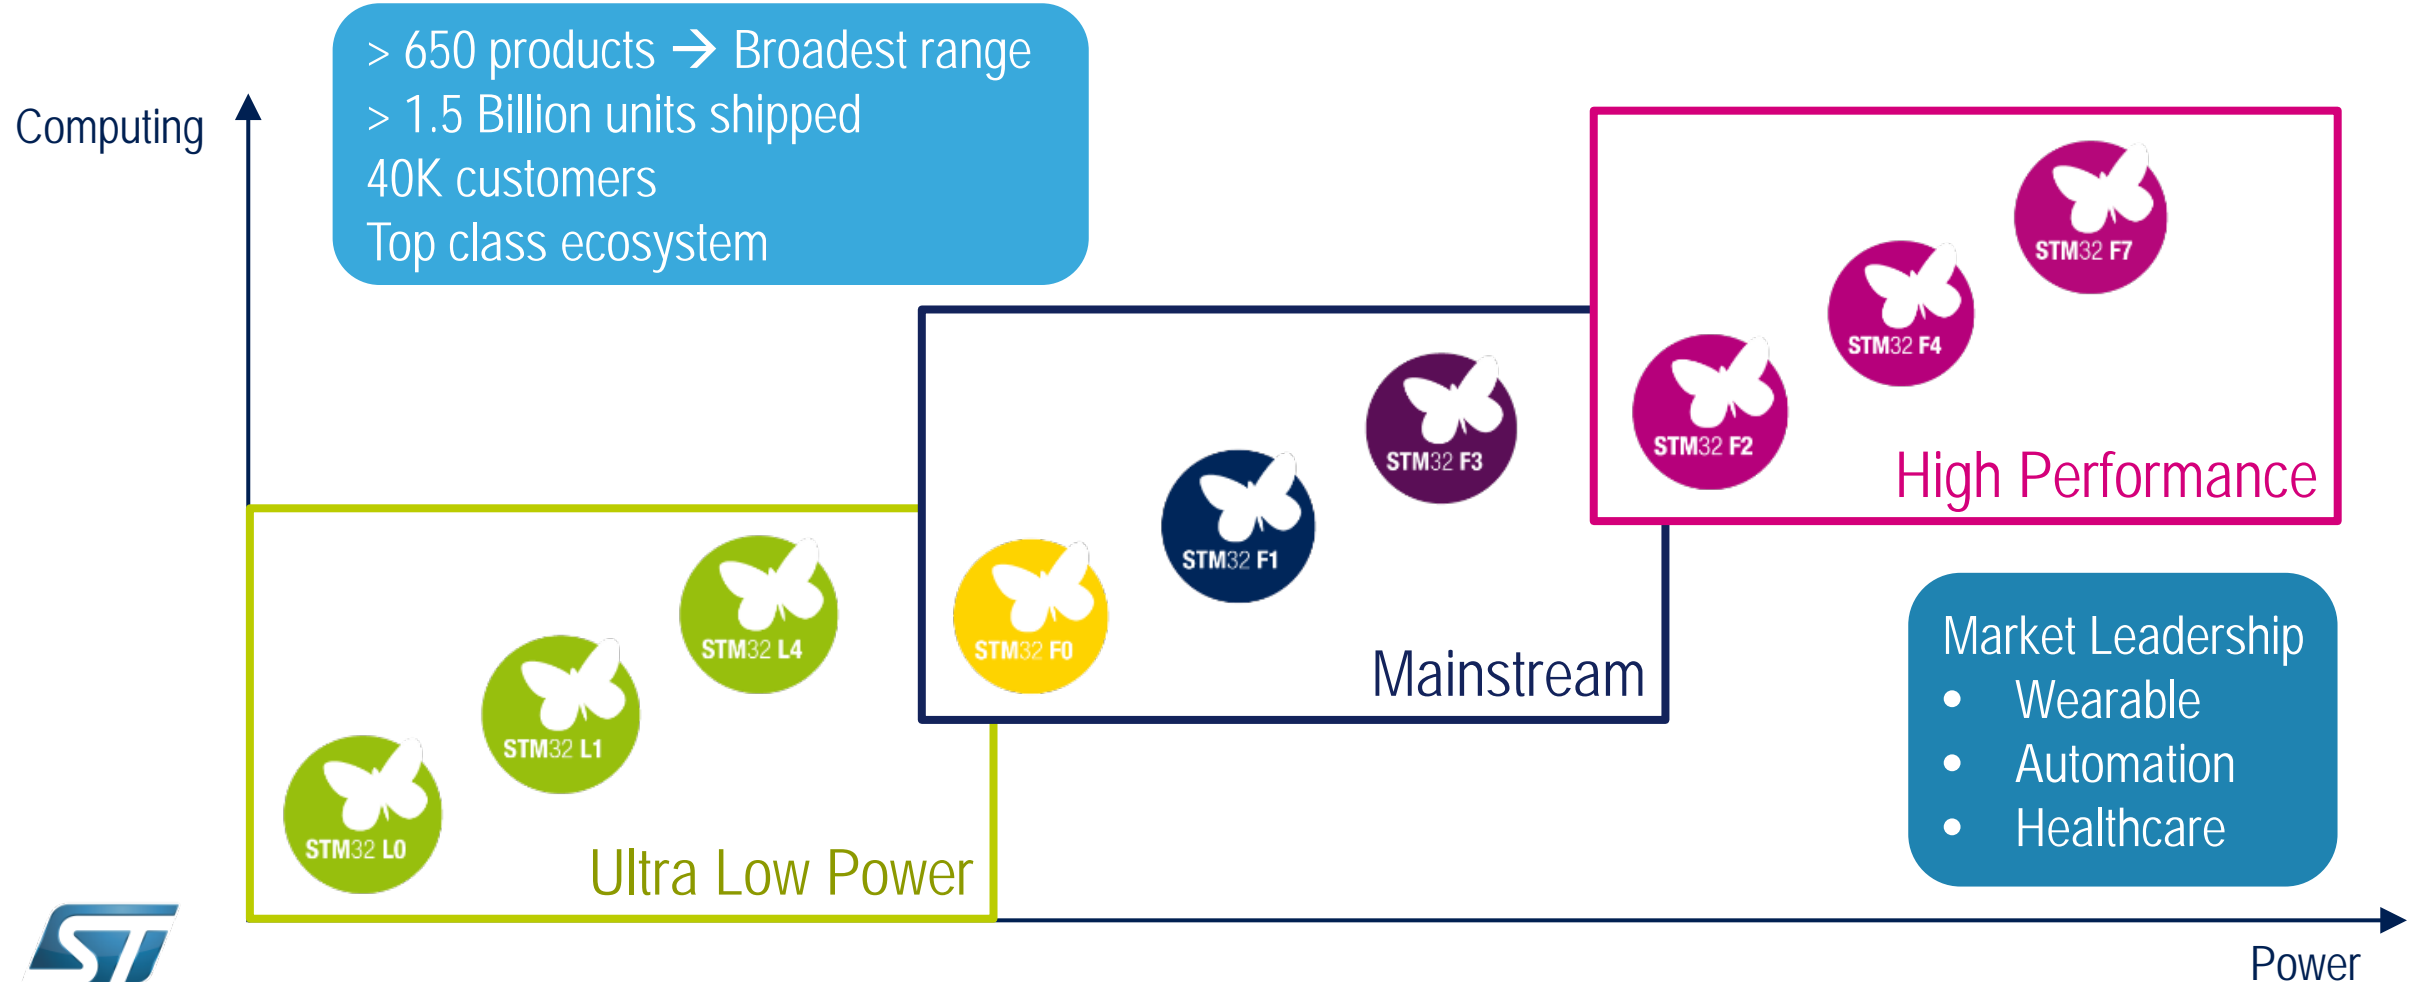 > 650 products → Broadest range
> 1.5 Billion units shipped
40K customers
Top class ecosystem
Computing
STM32 F7
STM32 F4
STM32 F2
High Performance
STM32 F3
STM32 F1
STM32 F0
Mainstream
STM32 L4
STM32 L1
STM32 L0
Ultra Low Power
Market Leadership
• Wearable
• Automation
• Healthcare
ST
Power